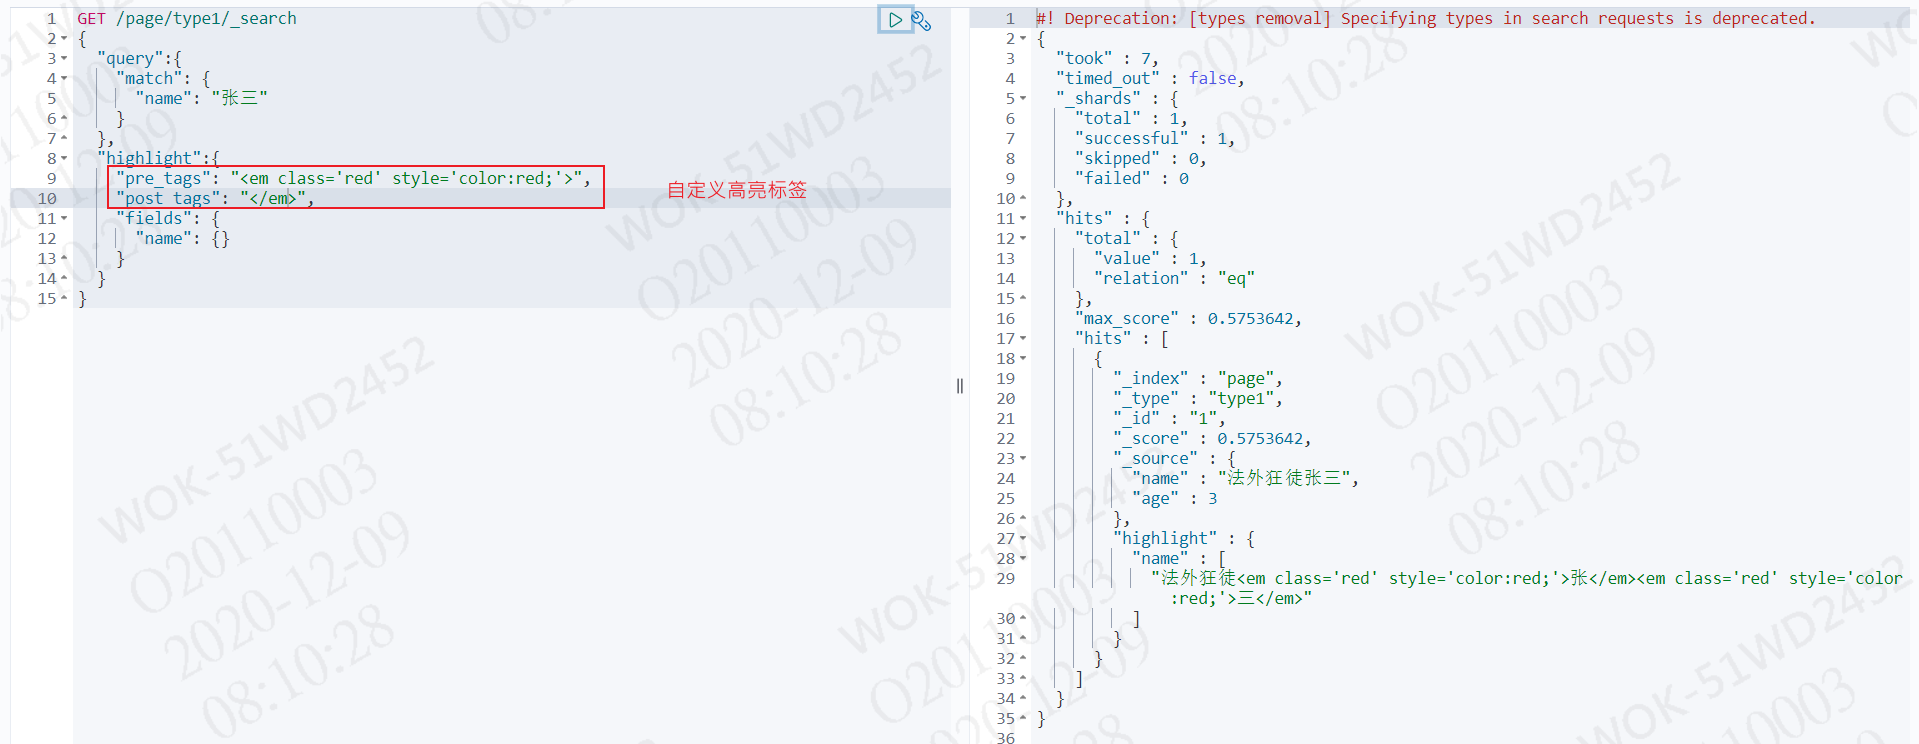 1 GET /page/type1/_search
2 {
3 "query":{
4 "match": {
5 "name": "张三"
6 }
7 },
8 "highlight":{
9 "pre_tags": "<em class='red' style='color:red;'>",
10 "post_tags": "</em>",
11 "fields": {
12 "name": {}
13 }
14 }
15 }
自定义高亮标签
1 #! Deprecation: [types removal] Specifying types in search requests is deprecated.
2 {
3 "took" : 7,
4 "timed_out" : false,
5 "_shards" : {
6 "total" : 1,
7 "successful" : 1,
8 "skipped" : 0,
9 "failed" : 0
10 },
11 "hits" : {
12 "total" : {
13 "value" : 1,
14 "relation" : "eq"
15 },
16 "max_score" : 0.5753642,
17 "hits" : [
18 {
19 "_index" : "page",
20 "_type" : "type1",
21 "_id" : "1",
22 "_score" : 0.5753642,
23 "_source" : {
24 "name" : "法外狂徒张三",
25 "age" : 3
26 },
27 "highlight" : {
28 "name" : [
29 "法外狂徒<em class='red' style='color:red;'>张</em><em class='red' style='color
:red;'>三</em>"
30 ]
31 }
32 }
33 ]
34 }
35 }
36
WOK-51WD2452
O20110003
2020-12-09
08:10:28